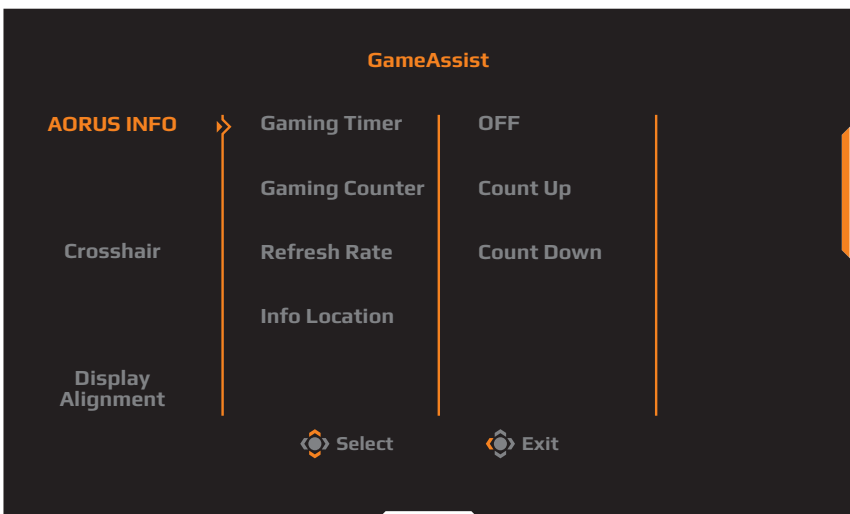 GameAssist
AORUS INFO
Gaming Timer
OFF
Gaming Counter
Count Up
Crosshair
Refresh Rate
Count Down
Info Location
Display
Alignment
Select
Exit